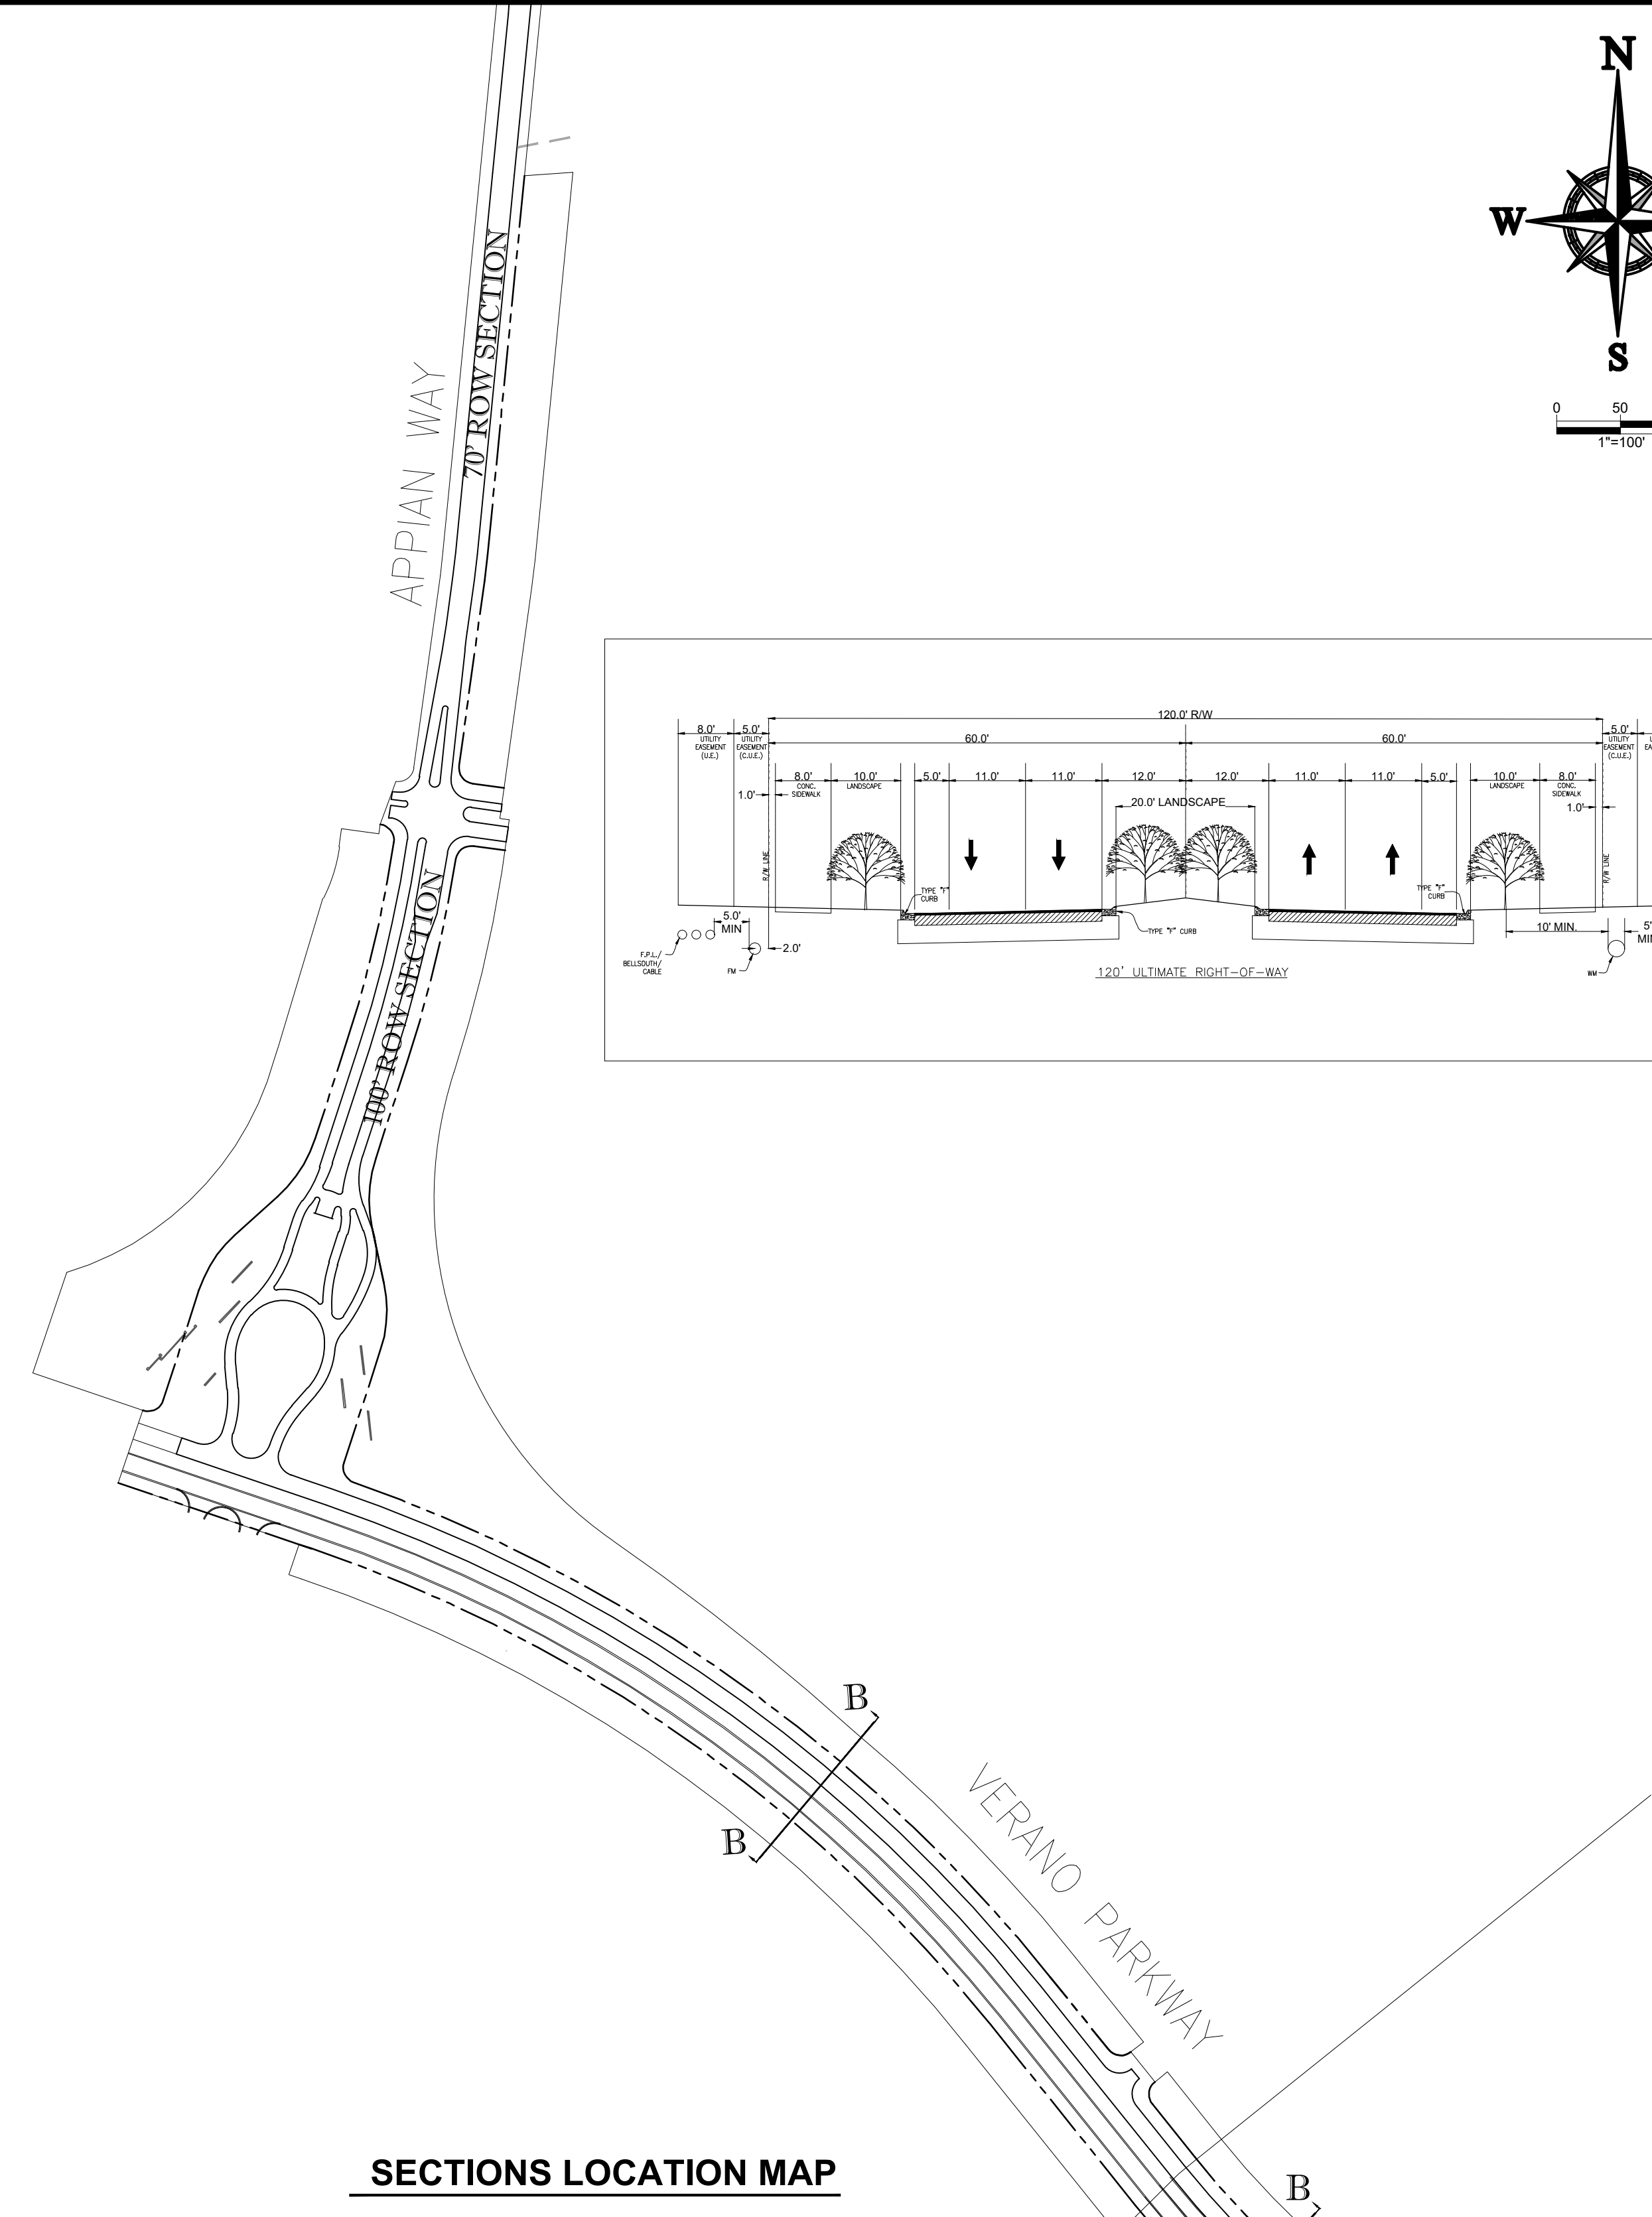 N
W
S
0 50
1"=100'
70' ROW SECTION
APPIAN WAY
100' ROW SECTION
120.0' R/W
8.0' 5.0' 5.0'
UTILITY EASEMENT (U.E.)
UTILITY EASEMENT (C.U.E.)
UTILITY EASEMENT (C.U.E.)
60.0' 60.0'
8.0' 10.0' 5.0' 11.0' 11.0' 12.0' 12.0' 11.0' 11.0' 5.0' 10.0' 8.0'
CONC. SIDEWALK
LANDSCAPE
LANDSCAPE
CONC. SIDEWALK
1.0' 1.0'
20.0' LANDSCAPE
R/W LINE
R/W LINE
TYPE "F" CURB
TYPE "F" CURB
TYPE "F" CURB
5.0' MIN
2.0'
10' MIN.
F.P.L./
BELLSOUTH/
CABLE
FM
WM
120' ULTIMATE RIGHT-OF-WAY
B
B
VERANO PARKWAY
B
SECTIONS LOCATION MAP